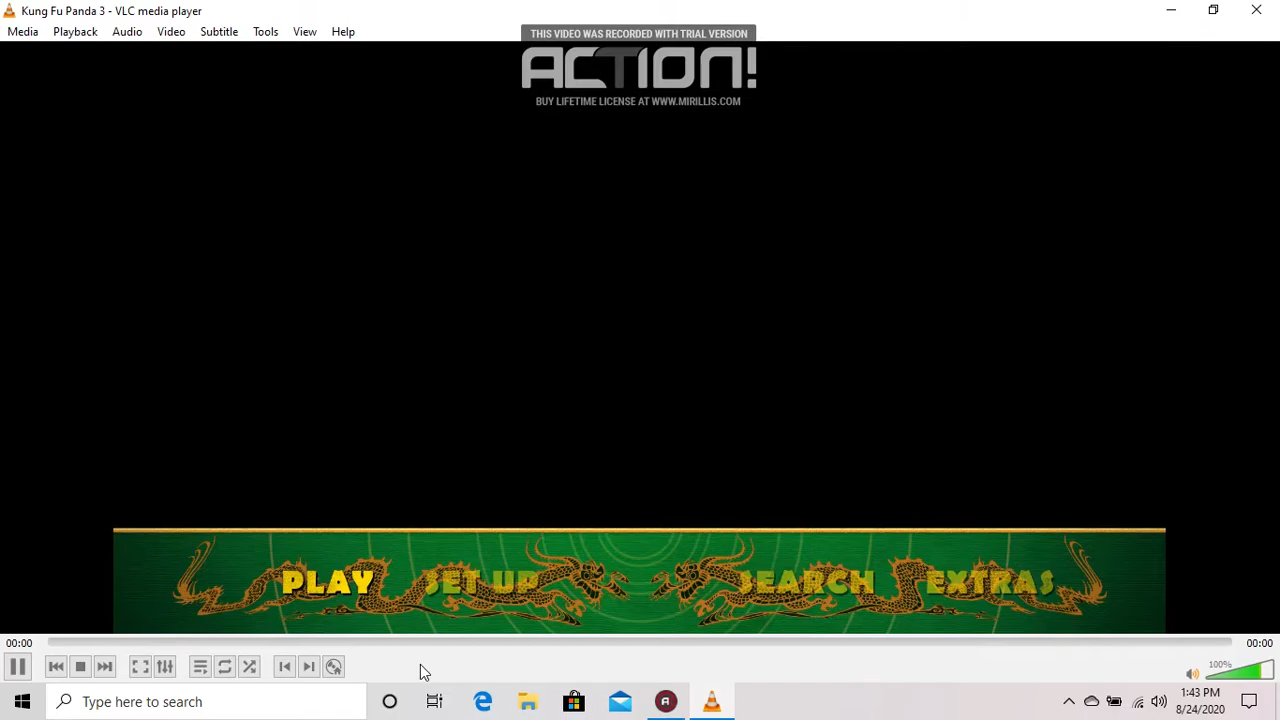 Kung Fu Panda 3 - VLC media player
Media Playback Audio Video Subtitle Tools View Help
THIS VIDEO WAS RECORDED WITH TRIAL VERSION
ACTION!
BUY LIFETIME LICENSE AT WWW.MIRILLIS.COM
PLAY SET UP SEARCH EXTRAS
00:00 00:00
100%
Type here to search
1:43 PM
8/24/2020